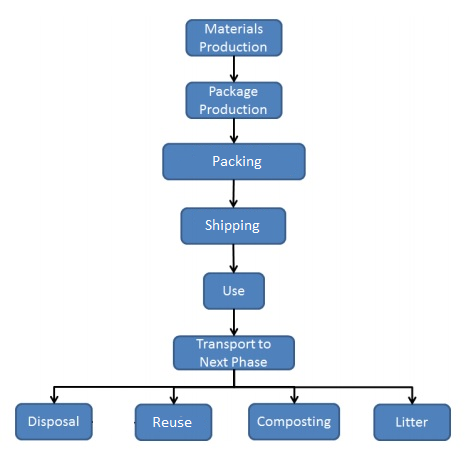 Materials
Production
Package
Production
Packing
Shipping
Use
Transport to
Next Phase
Disposal
Reuse
Composting
Litter